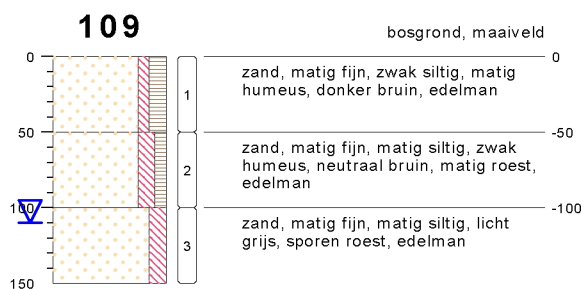 109
bosgrond, maaiveld
0
0
zand, matig fijn, zwak siltig, matig
humeus, donker bruin, edelman
1
50
-50
zand, matig fijn, matig siltig, zwak
humeus, neutraal bruin, matig roest,
edelman
2
100
-100
zand, matig fijn, matig siltig, licht
grijs, sporen roest, edelman
3
150